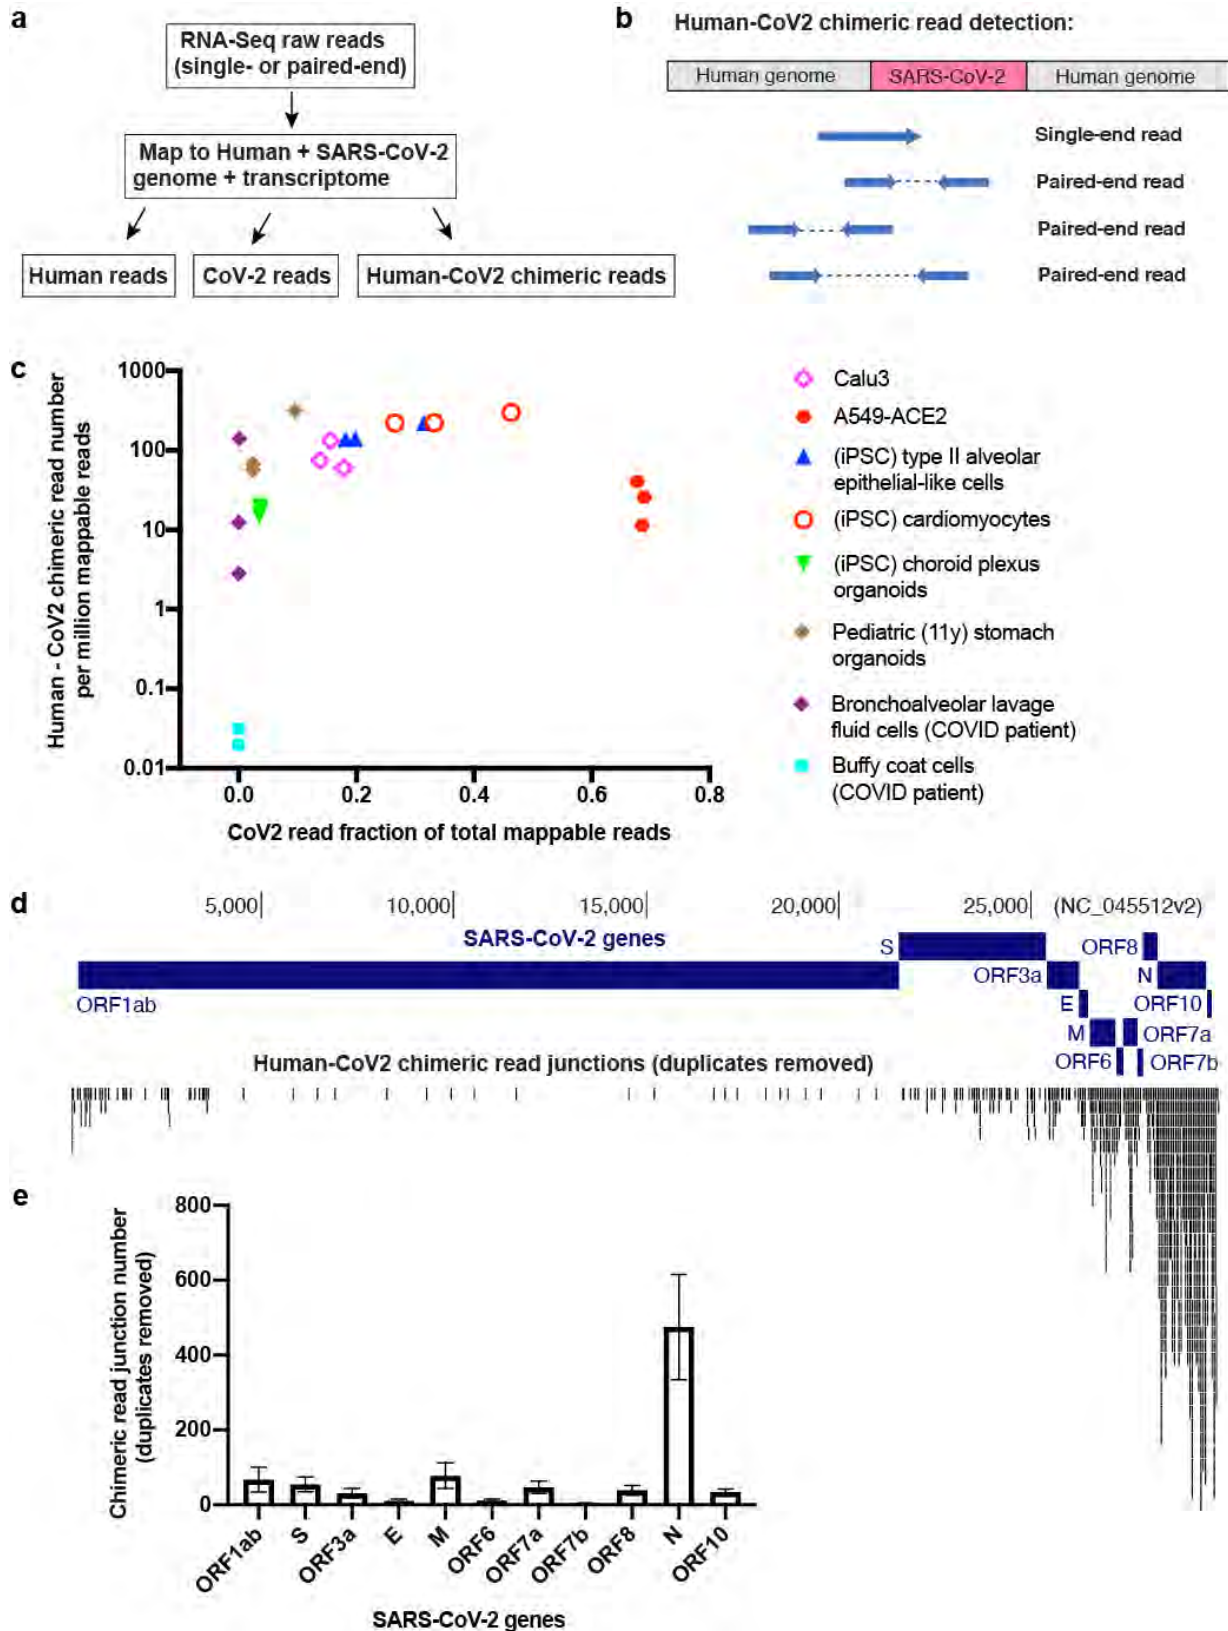 a
RNA-Seq raw reads
(single- or paired-end)
Map to Human + SARS-CoV-2
genome + transcriptome
Human reads
CoV-2 reads
Human-CoV2 chimeric reads
b
Human-CoV2 chimeric read detection:
Human genome
SARS-CoV-2
Human genome
Single-end read
Paired-end read
Paired-end read
Paired-end read
c
Human - CoV2 chimeric read number
per million mappable reads
1000
100
10
1
0.1
0.01
0.0
0.2
0.4
0.6
0.8
CoV2 read fraction of total mappable reads
Calu3
A549-ACE2
(iPSC) type II alveolar
epithelial-like cells
(iPSC) cardiomyocytes
(iPSC) choroid plexus
organoids
Pediatric (11y) stomach
organoids
Bronchoalveolar lavage
fluid cells (COVID patient)
Buffy coat cells
(COVID patient)
d
5,000
10,000
15,000
20,000
25,000
(NC_045512v2)
SARS-CoV-2 genes
S
ORF8
ORF3a
N
ORF1ab
E
ORF10
M
ORF7a
ORF6
ORF7b
Human-CoV2 chimeric read junctions (duplicates removed)
e
Chimeric read junction number
(duplicates removed)
800
600
400
200
0
ORF1ab
S
ORF3a
E
M
ORF6
ORF7a
ORF7b
ORF8
N
ORF10
SARS-CoV-2 genes